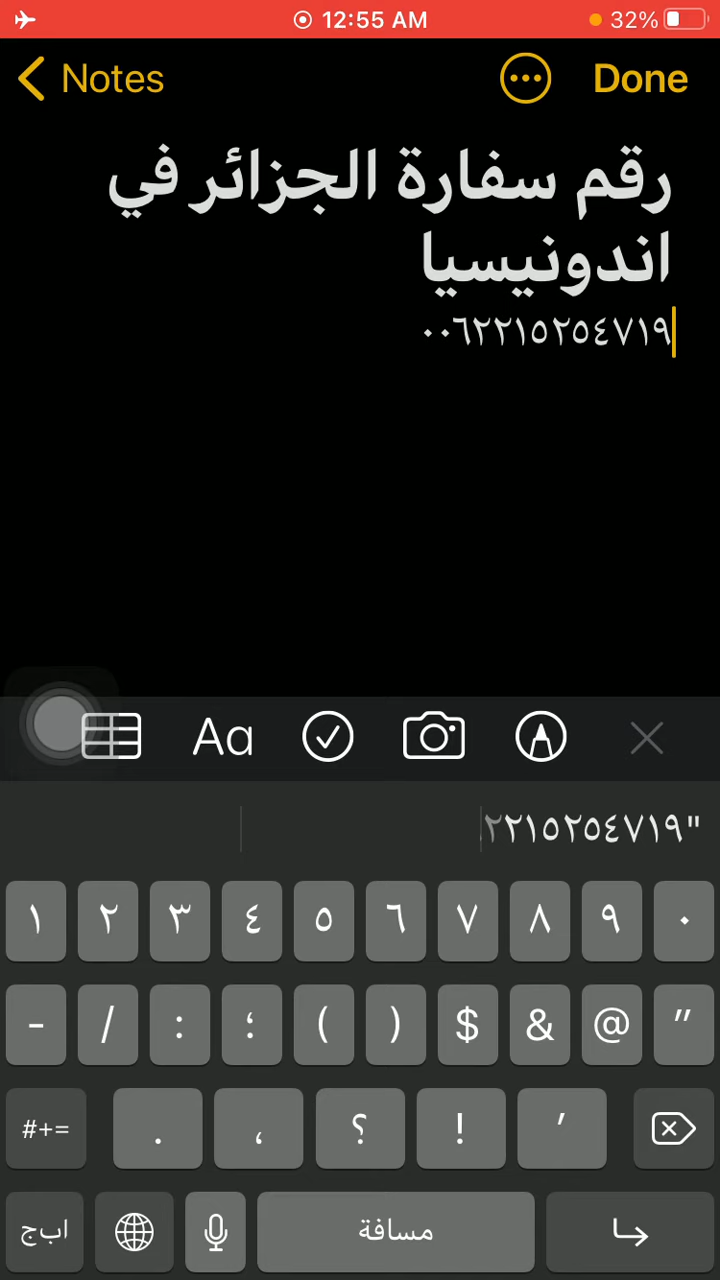 12:55 AM
32%
Notes
Done
رقم سفارة الجزائر في
اندونيسيا
٠٠٦٢٢١٥٢٥٤٧١٩
Aa
٢٢١٥٢٥٤٧١٩"
١ ٢ ٣ ٤ ٥ ٦ ٧ ٨ ٩ ٠
- / : ؛ ( ) $ & @ "
#+= . ، ؟ ! '
اب ج
مسافة